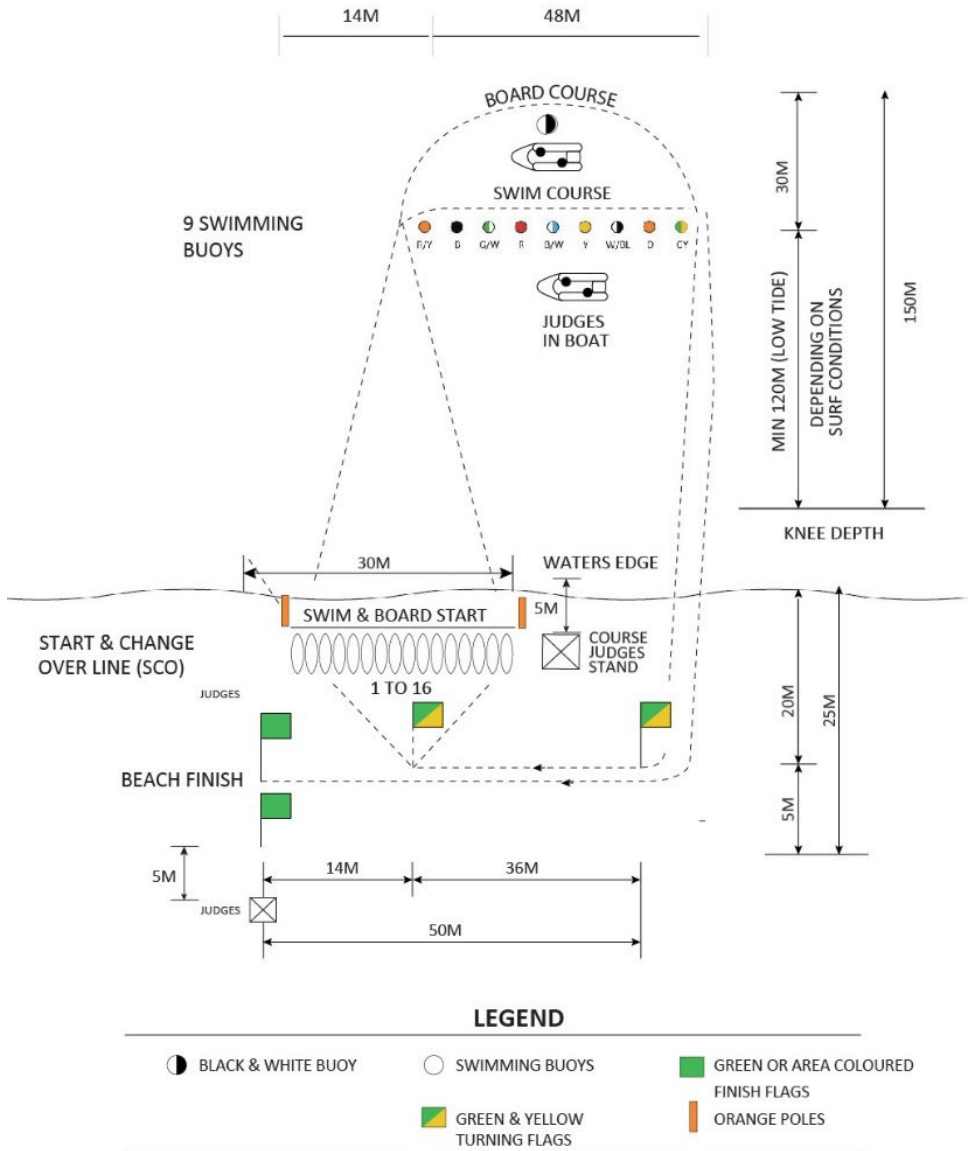 14M
48M
BOARD COURSE
SWIM COURSE
9 SWIMMING
BUOYS
R/Y B G/W R B/W Y W/BL O GY
JUDGES
IN BOAT
30M
MIN 120M (LOW TIDE)
DEPENDING ON
SURF CONDITIONS
150M
KNEE DEPTH
30M
WATERS EDGE
5M
SWIM & BOARD START
START & CHANGE
OVER LINE (SCO)
COURSE
JUDGES
STAND
1 TO 16
JUDGES
20M
25M
BEACH FINISH
5M
5M
14M
36M
JUDGES
50M
LEGEND
BLACK & WHITE BUOY
SWIMMING BUOYS
GREEN OR AREA COLOURED
FINISH FLAGS
GREEN & YELLOW
TURNING FLAGS
ORANGE POLES